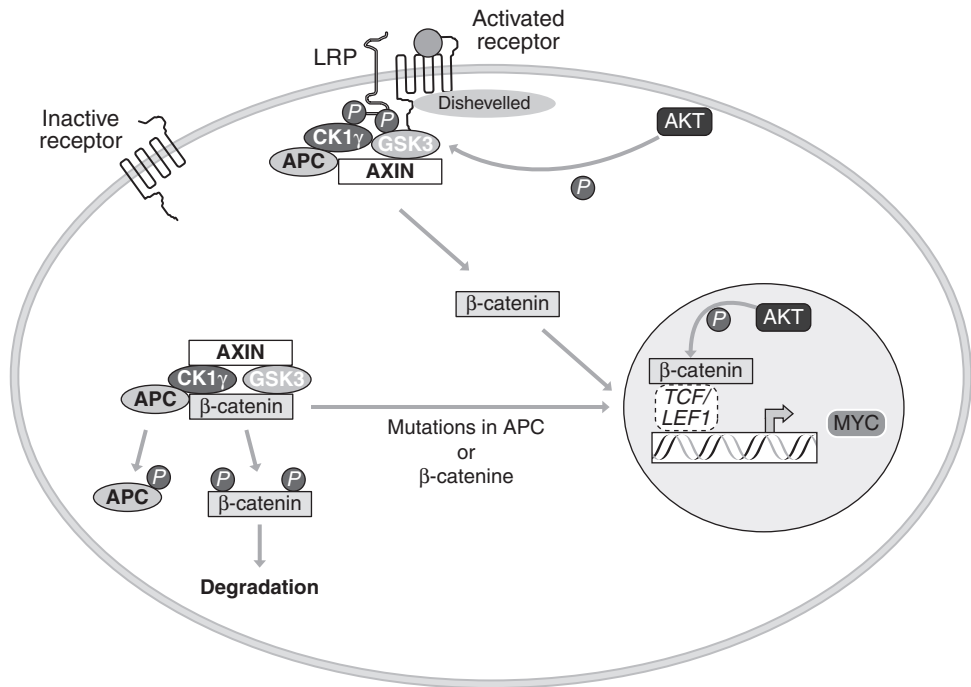 Activated
receptor
LRP
Dishevelled
Inactive
receptor
P
P
CK1γ
GSK3
APC
AXIN
AKT
P
β-catenin
P
AKT
β-catenin
TCF/
LEF1
MYC
AXIN
CK1γ
GSK3
APC
β-catenin
Mutations in APC
or
β-catenine
P
APC
P
P
β-catenin
Degradation